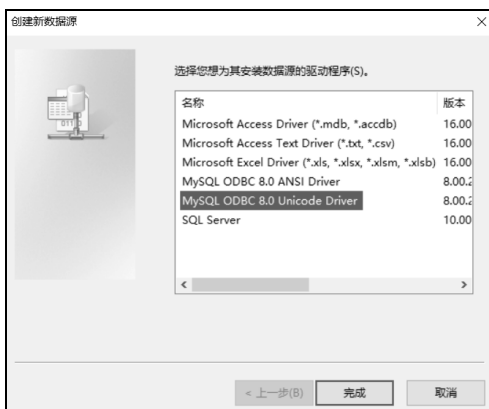 创建新数据源
选择您想为其安装数据源的驱动程序(S)。
名称 版本
Microsoft Access Driver (*.mdb, *.accdb) 16.00
Microsoft Access Text Driver (*.txt, *.csv) 16.00
Microsoft Excel Driver (*.xls, *.xlsx, *.xlsm, *.xlsb) 16.00
MySQL ODBC 8.0 ANSI Driver 8.00.2
MySQL ODBC 8.0 Unicode Driver 8.00.2
SQL Server 10.00
< 上一步(B) 完成 取消